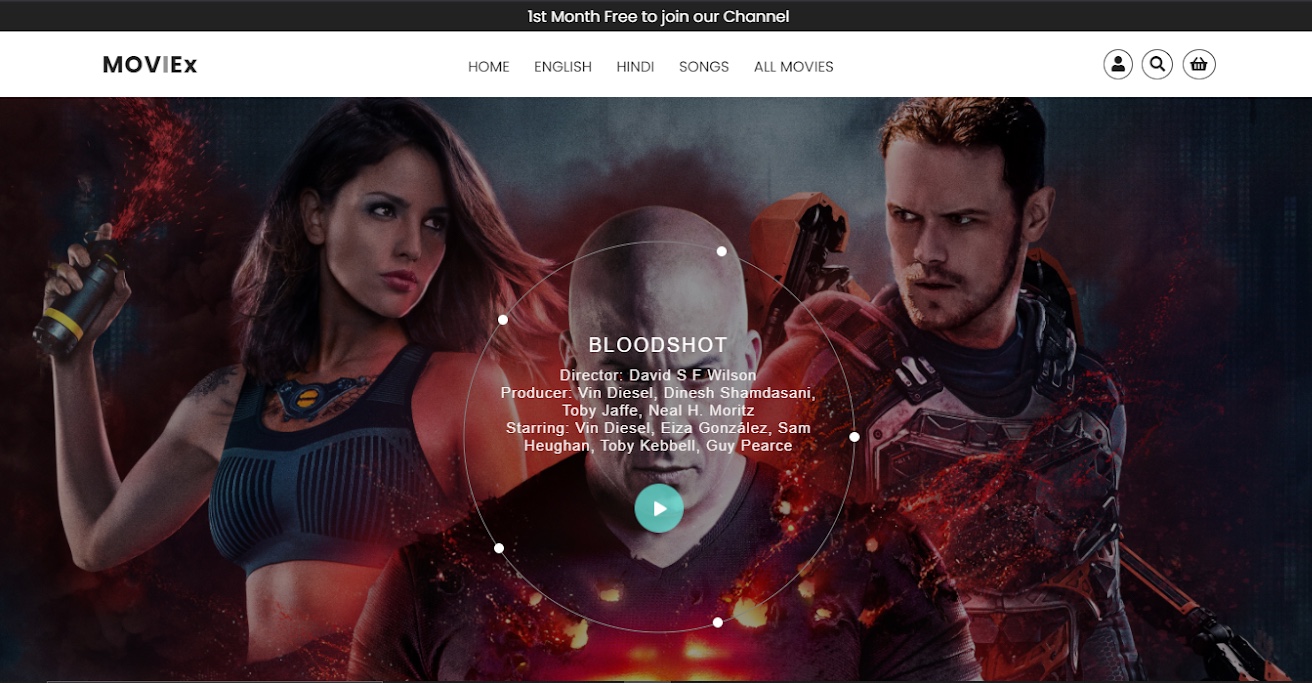 1st Month Free to join our Channel
MOVIEx
HOME ENGLISH HINDI SONGS ALL MOVIES
BLOODSHOT
Director: David S F Wilson
Producer: Vin Diesel, Dinesh Shamdasani,
Toby Jaffe, Neal H. Moritz
Starring: Vin Diesel, Eiza González, Sam
Heughan, Toby Kebbell, Guy Pearce